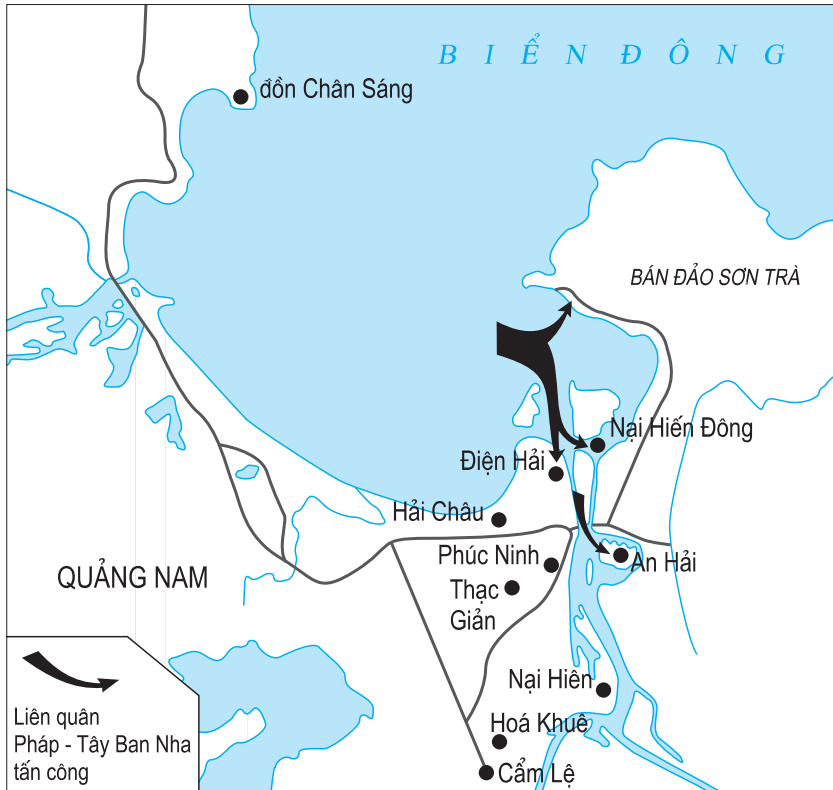 BIỂN ĐÔNG
đồn Chân Sáng
BÁN ĐẢO SƠN TRÀ
Nại Hiến Đông
Điện Hải
Hải Châu
Phúc Ninh
An Hải
QUẢNG NAM
Thạc
Giản
Nại Hiên
Hoá Khuê
Cẩm Lệ
Liên quân
Pháp - Tây Ban Nha
tấn công